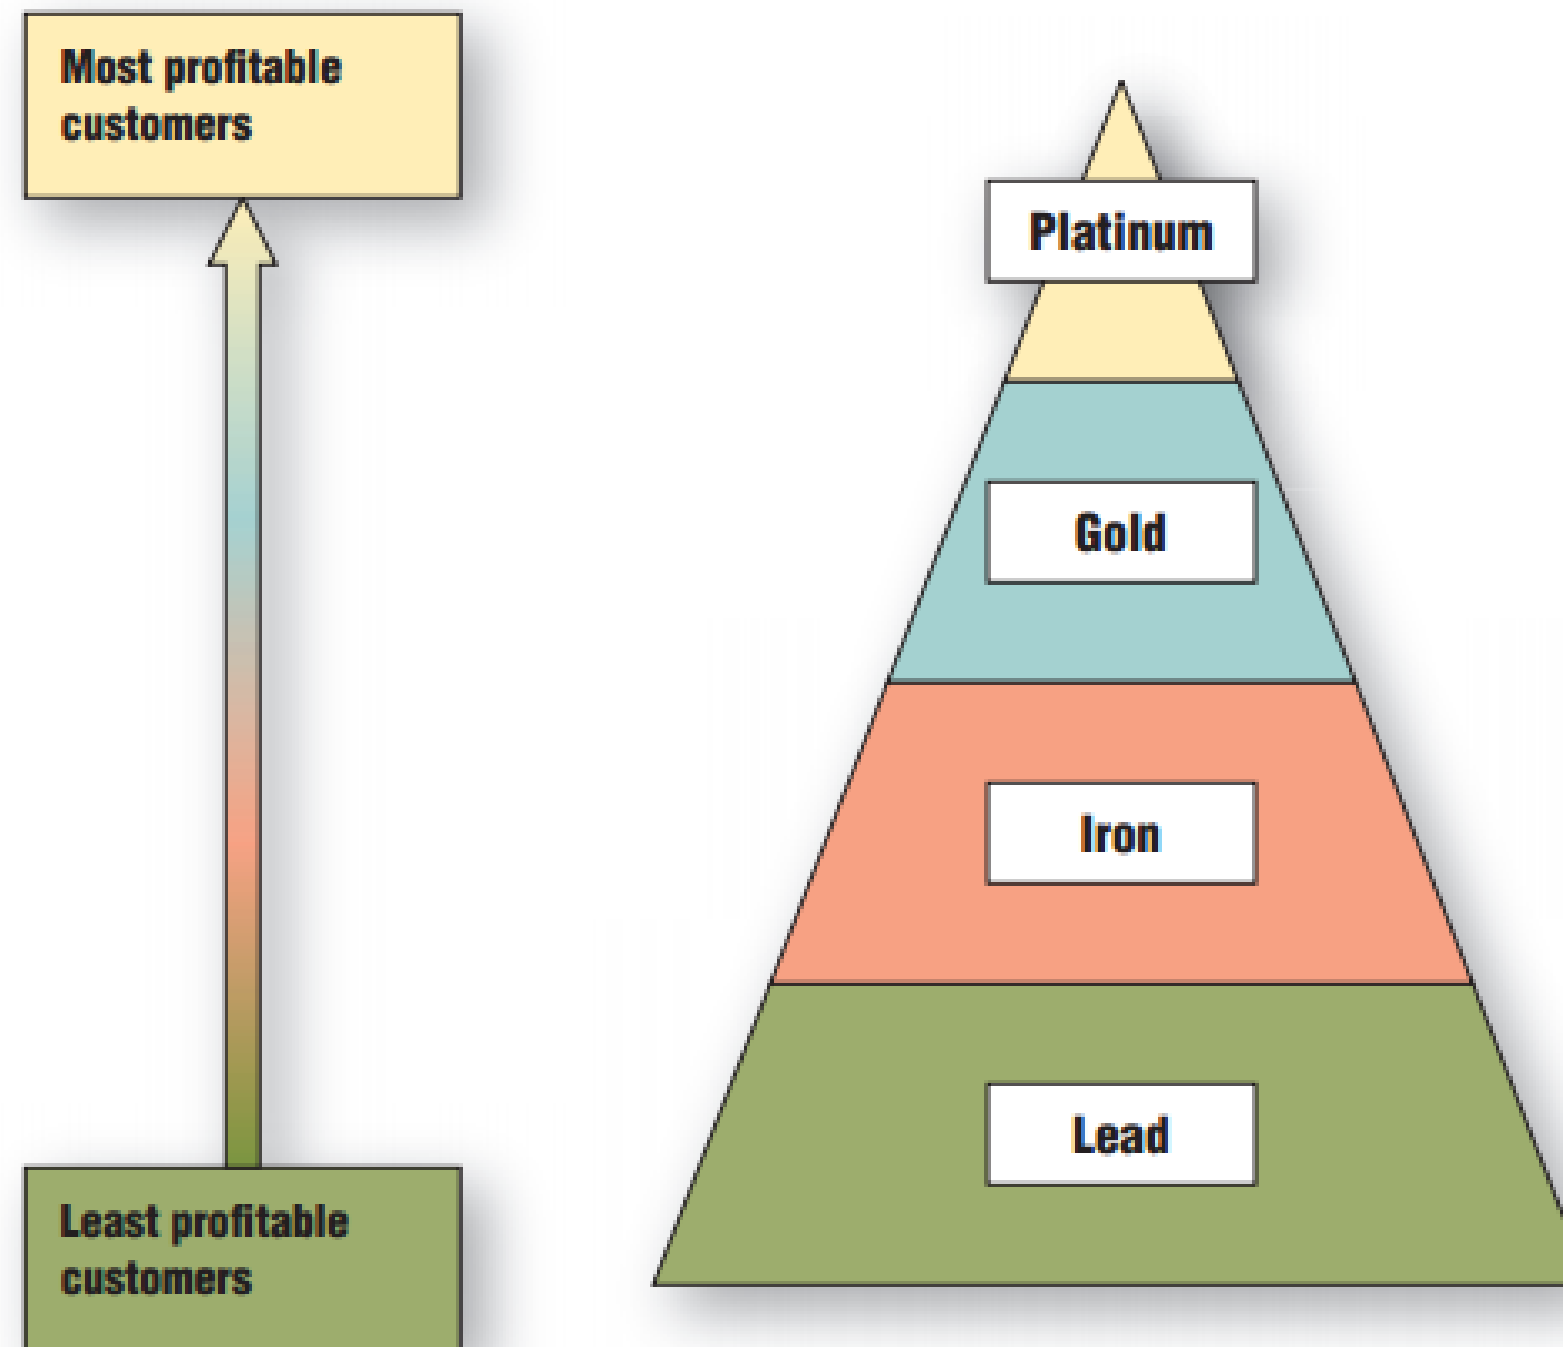 Most profitable
customers
Platinum
Gold
Iron
Lead
Least profitable
customers